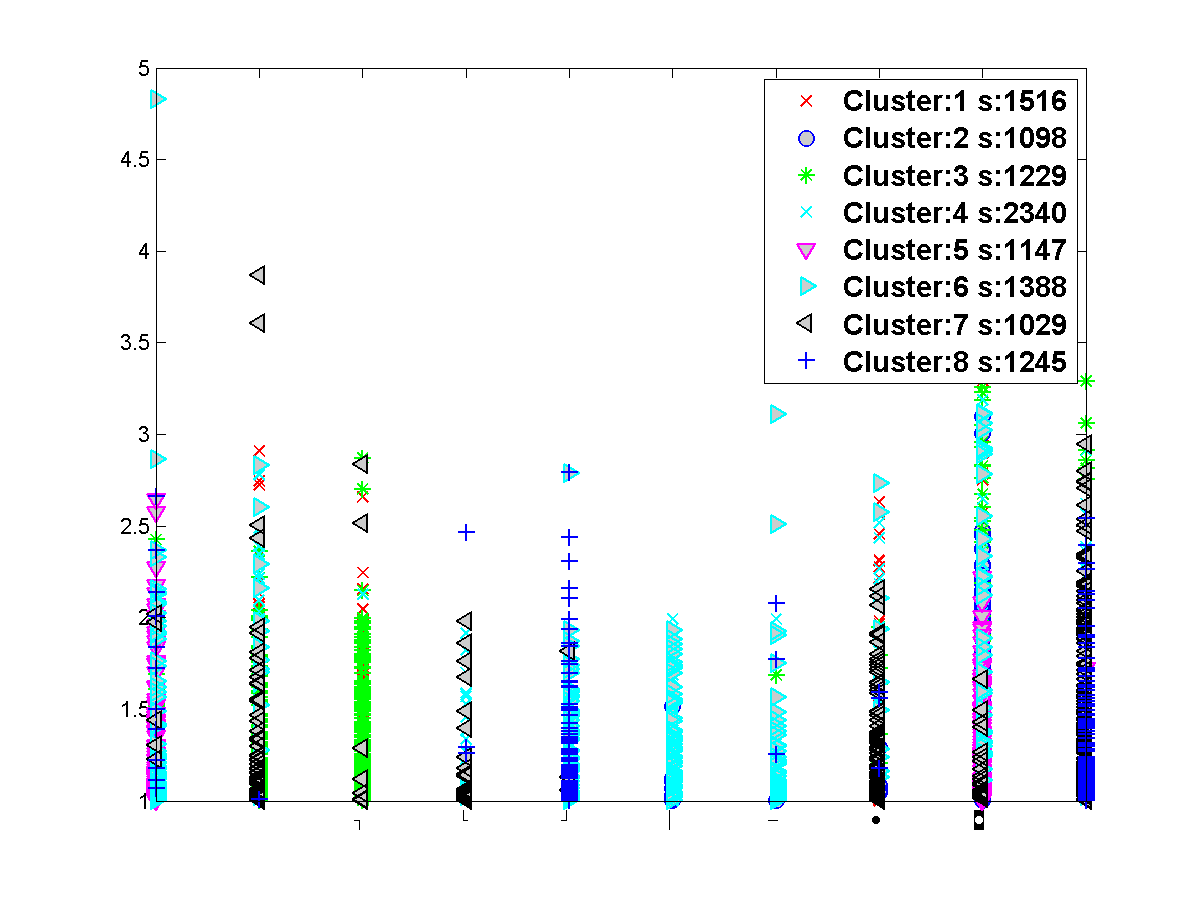 5
4.5
4
3.5
3
2.5
2
1.5
1
Cluster:1 s:1516
Cluster:2 s:1098
Cluster:3 s:1229
Cluster:4 s:2340
Cluster:5 s:1147
Cluster:6 s:1388
Cluster:7 s:1029
Cluster:8 s:1245